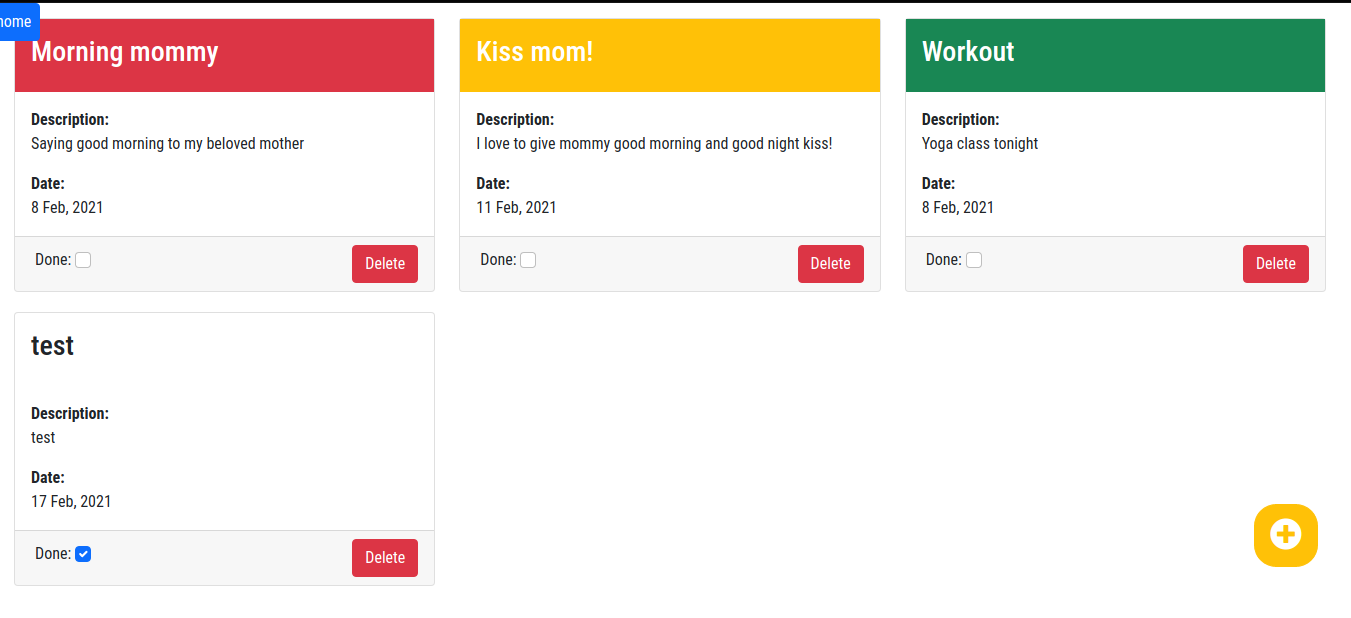 home
Morning mommy
Description:
Saying good morning to my beloved mother
Date:
8 Feb, 2021
Done:
Delete
Kiss mom!
Description:
I love to give mommy good morning and good night kiss!
Date:
11 Feb, 2021
Done:
Delete
Workout
Description:
Yoga class tonight
Date:
8 Feb, 2021
Done:
Delete
test
Description:
test
Date:
17 Feb, 2021
Done:
Delete